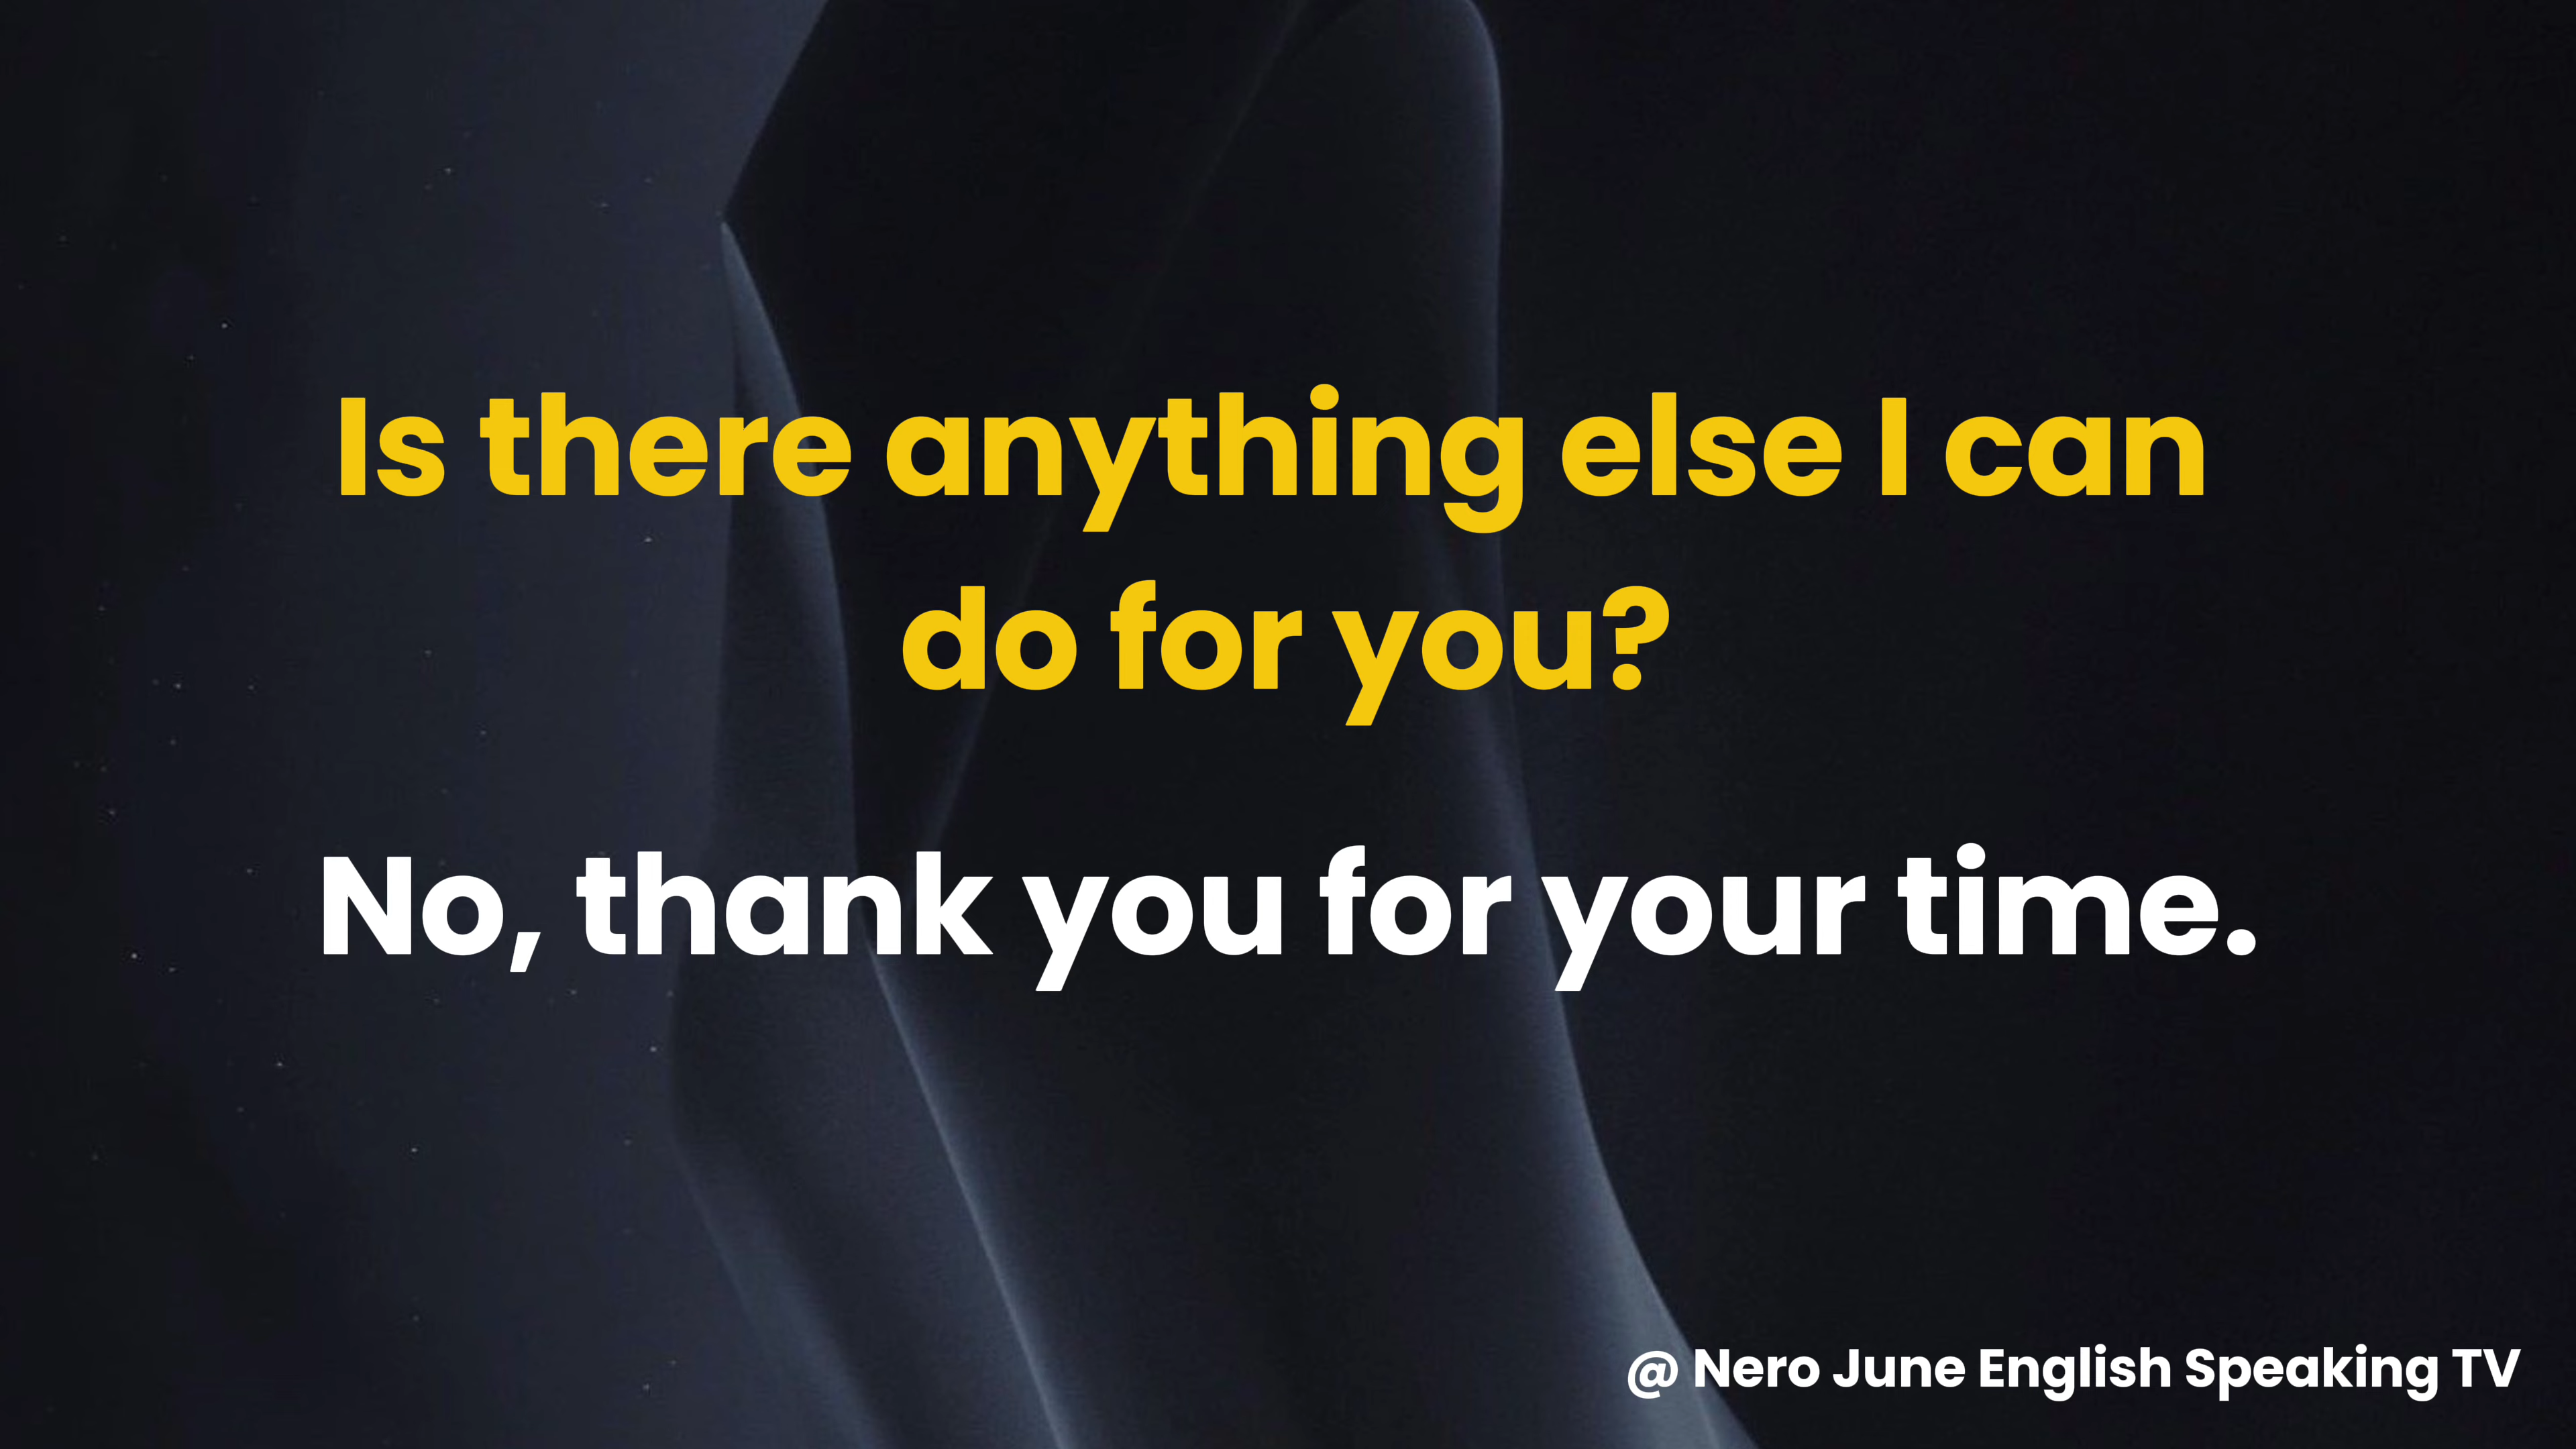 Is there anything else I can
do for you?
No, thank you for your time.
@ Nero June English Speaking TV